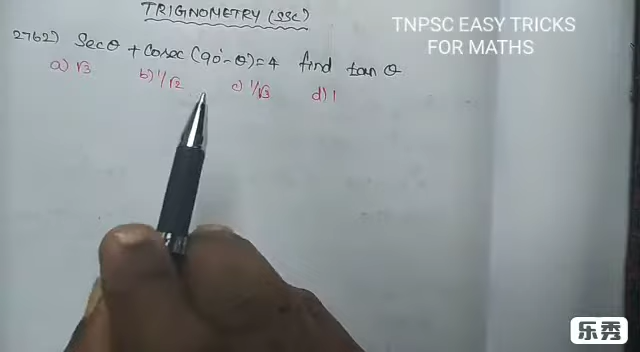 TRIGNOMETRY (SSC)
TNPSC EASY TRICKS
FOR MATHS
2762) Secθ + Cosec (90°- θ) = 4 find tan θ
a) √3 b) 1/√2 c) 1/√3 d) 1
乐秀